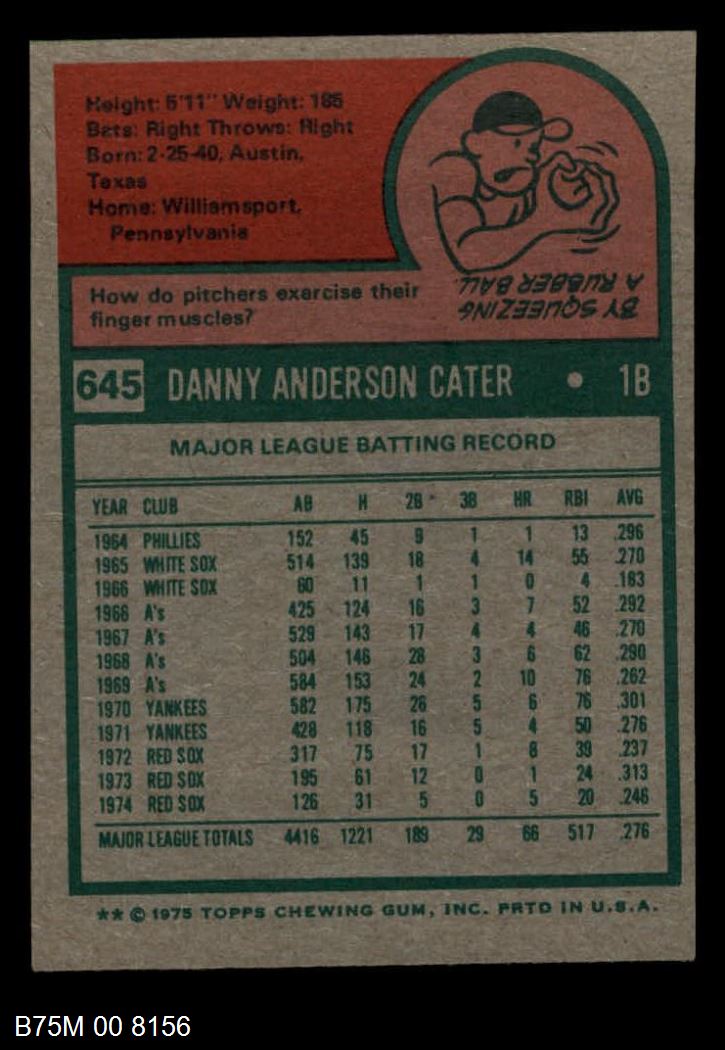 Height: 5'11" Weight: 185
Bats: Right Throws: Right
Born: 2-25-40, Austin,
Texas
Home: Williamsport,
Pennsylvania
How do pitchers exercise their
finger muscles?
BY SQUEEZING
A RUBBER BALL.
645 DANNY ANDERSON CATER • 1B
MAJOR LEAGUE BATTING RECORD
YEAR CLUB AB H 2B 3B HR RBI AVG
1964 PHILLIES 152 45 9 1 1 13 .296
1965 WHITE SOX 514 139 18 4 14 55 .270
1966 WHITE SOX 60 11 1 1 0 4 .183
1966 A's 425 124 16 3 7 52 .292
1967 A's 529 143 17 4 4 46 .270
1968 A's 504 146 28 3 6 62 .290
1969 A's 584 153 24 2 10 76 .262
1970 YANKEES 582 175 26 5 6 76 .301
1971 YANKEES 428 118 16 5 4 50 .276
1972 RED SOX 317 75 17 1 8 39 .237
1973 RED SOX 195 61 12 0 1 24 .313
1974 RED SOX 126 31 5 0 5 20 .246
MAJOR LEAGUE TOTALS 4416 1221 189 29 66 517 .276
** © 1975 TOPPS CHEWING GUM, INC. PRTD IN U.S.A.
B75M 00 8156